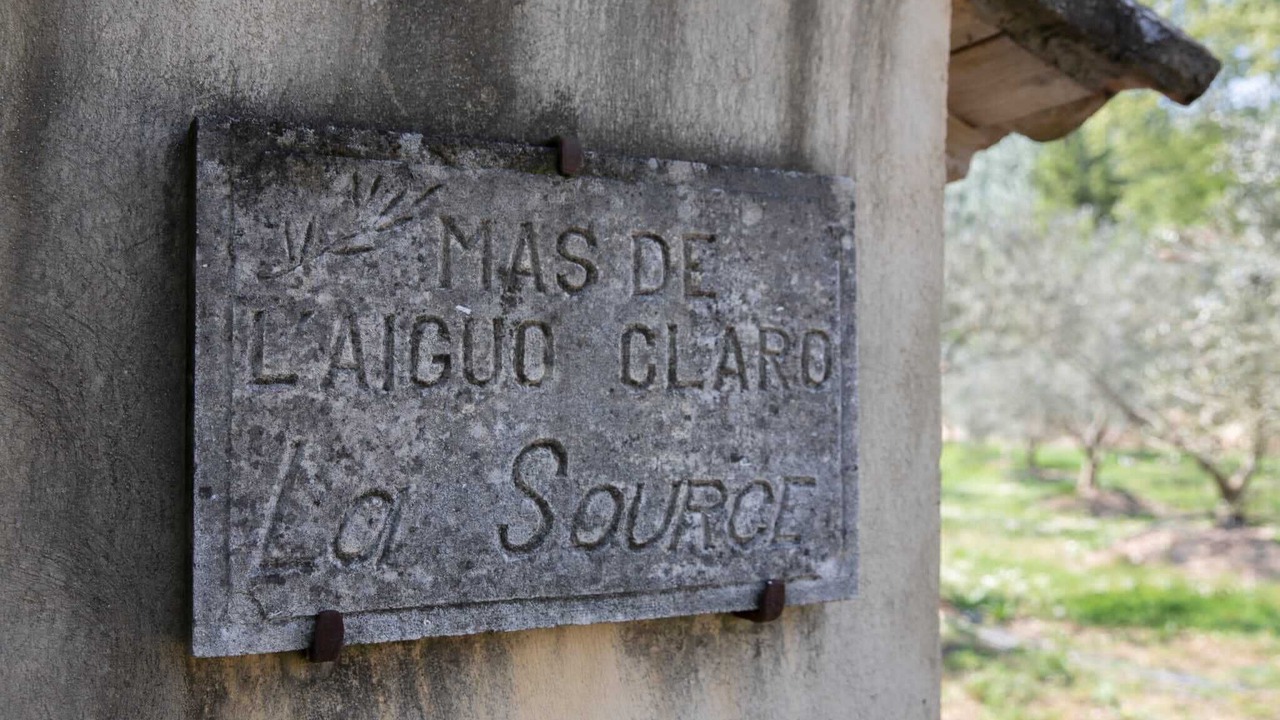 MAS DE
L'AIGUO CLARO
La SOURCE